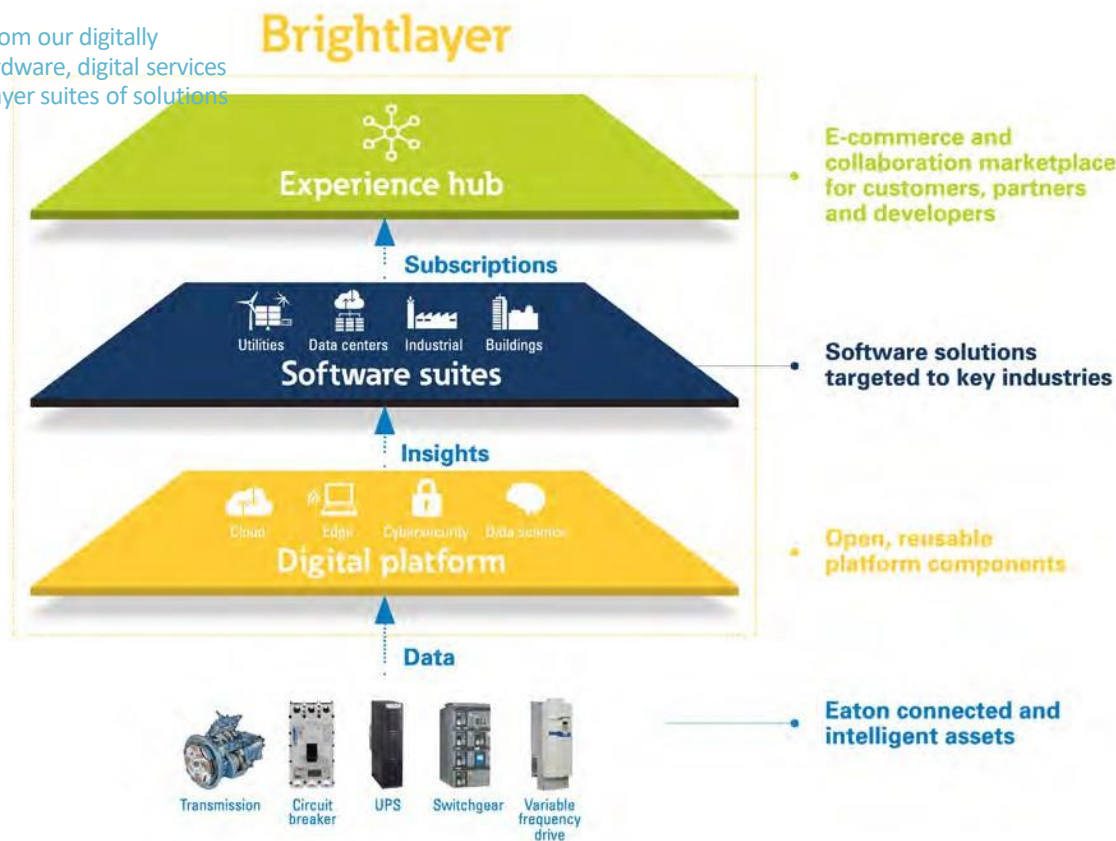 Brightlayer
om our digitally
rdware, digital services
ayer suites of solutions
Experience hub
E-commerce and
collaboration marketplace
for customers, partners
and developers
Subscriptions
Utilities Data centers Industrial Buildings
Software suites
Software solutions
targeted to key industries
Insights
Cloud Edge Cybersecurity Data science
Digital platform
Open, reusable
platform components
Data
Eaton connected and
intelligent assets
Transmission Circuit UPS Switchgear Variable
breaker frequency
drive